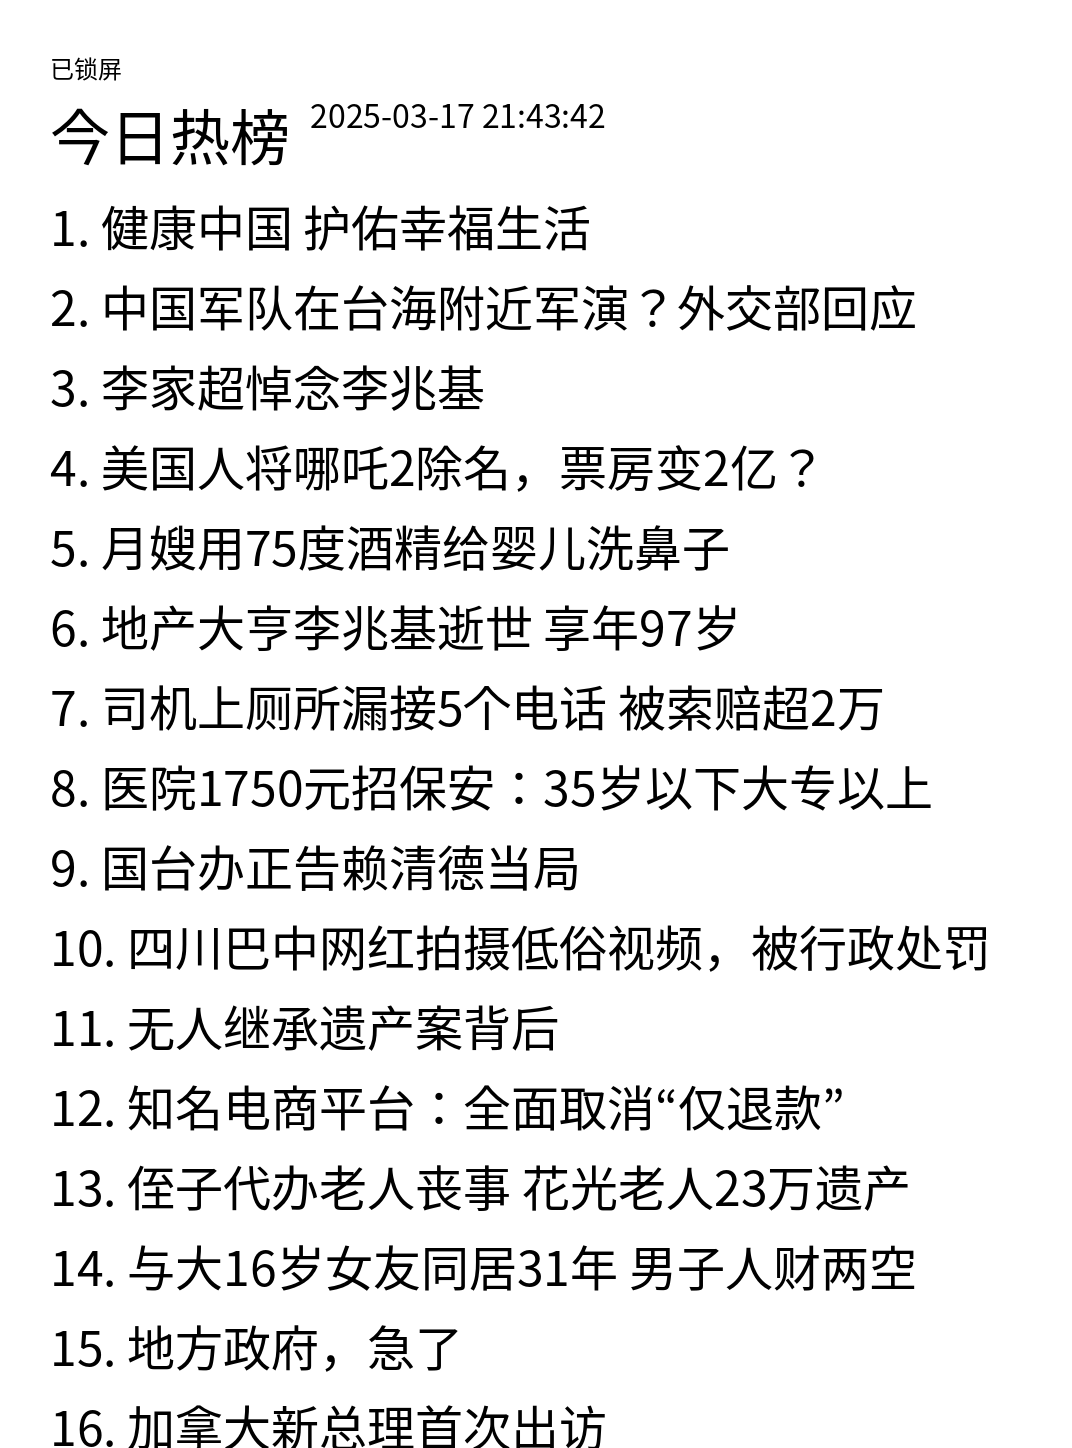 已锁屏
今日热榜 2025-03-17 21:43:42
1. 健康中国 护佑幸福生活
2. 中国军队在台海附近军演？外交部回应
3. 李家超悼念李兆基
4. 美国人将哪吒2除名，票房变2亿？
5. 月嫂用75度酒精给婴儿洗鼻子
6. 地产大亨李兆基逝世 享年97岁
7. 司机上厕所漏接5个电话 被索赔超2万
8. 医院1750元招保安：35岁以下大专以上
9. 国台办正告赖清德当局
10. 四川巴中网红拍摄低俗视频，被行政处罚
11. 无人继承遗产案背后
12. 知名电商平台：全面取消“仅退款”
13. 侄子代办老人丧事 花光老人23万遗产
14. 与大16岁女友同居31年 男子人财两空
15. 地方政府，急了
16. 加拿大新总理首次出访